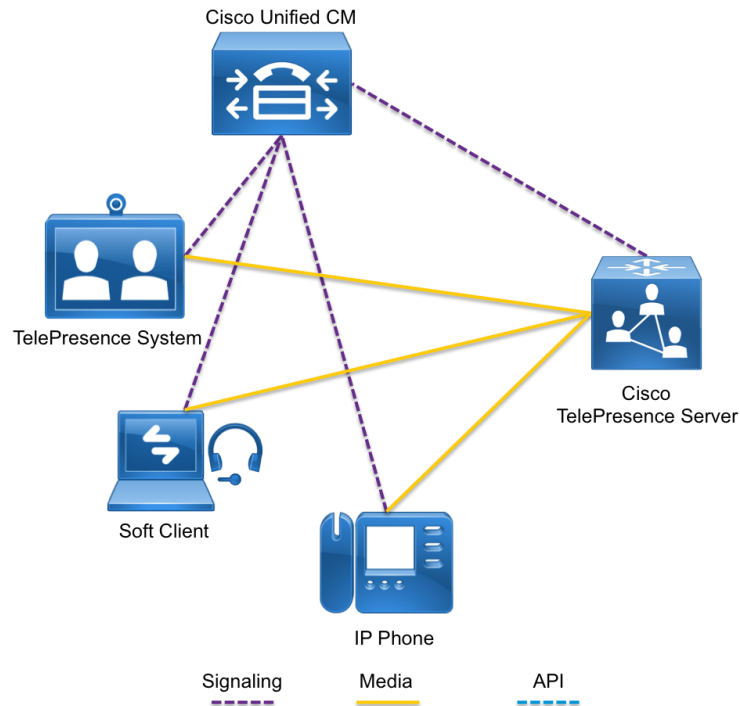 Cisco Unified CM
TelePresence System
Cisco
TelePresence Server
Soft Client
IP Phone
Signaling Media API